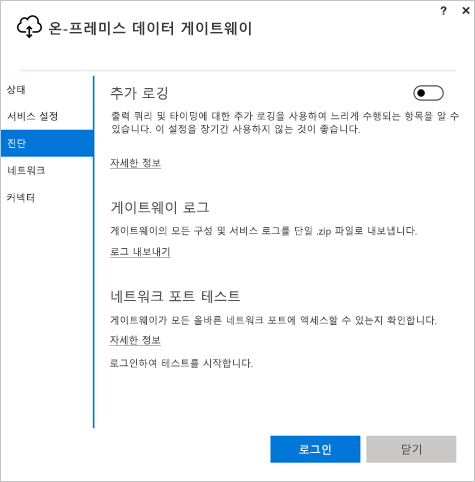 ? ×
온-프레미스 데이터 게이트웨이
상태
서비스 설정
진단
네트워크
커넥터
추가 로깅
출력 쿼리 및 타이밍에 대한 추가 로깅을 사용하여 느리게 수행되는 항목을 알 수
있습니다. 이 설정을 장기간 사용하지 않는 것이 좋습니다.
자세한 정보
게이트웨이 로그
게이트웨이의 모든 구성 및 서비스 로그를 단일 .zip 파일로 내보냅니다.
로그 내보내기
네트워크 포트 테스트
게이트웨이가 모든 올바른 네트워크 포트에 액세스할 수 있는지 확인합니다.
자세한 정보
로그인하여 테스트를 시작합니다.
로그인
닫기